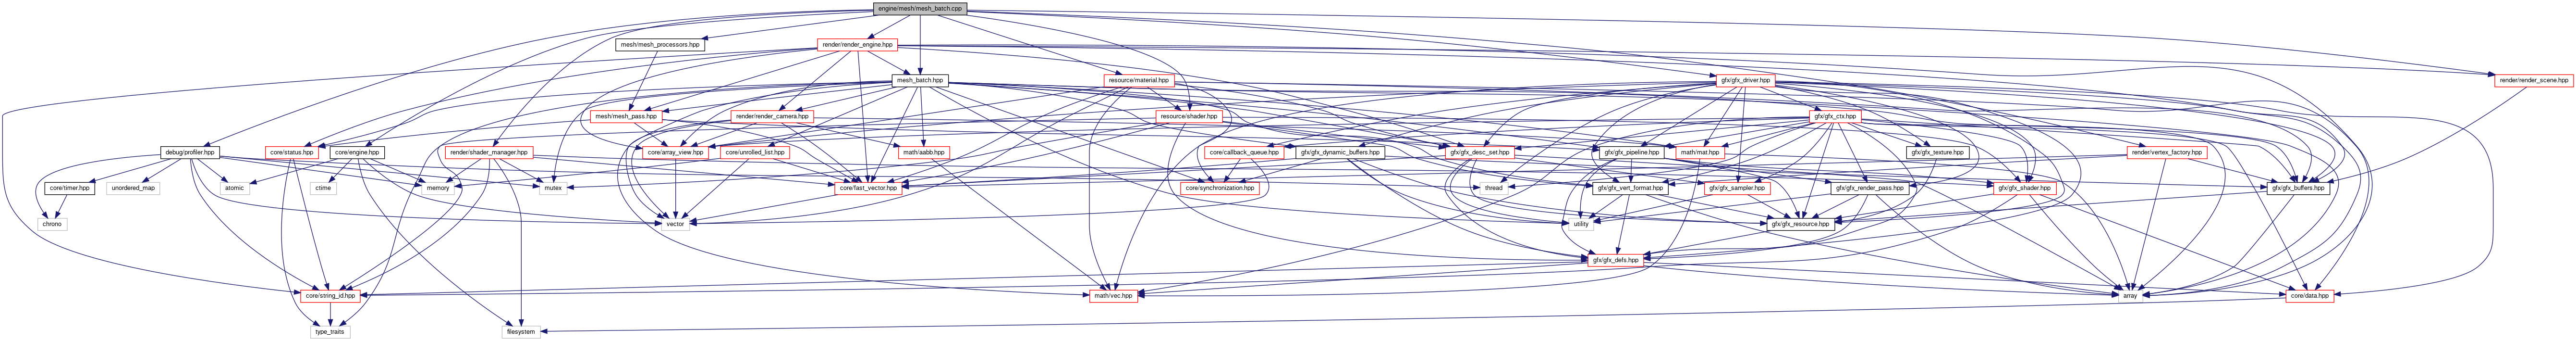 engine/mesh/mesh_batch.cpp
mesh/mesh_processors.hpp
render/render_engine.hpp
mesh_batch.hpp
resource/material.hpp
gfx/gfx_driver.hpp
render/render_scene.hpp
mesh/mesh_pass.hpp
render/render_camera.hpp
resource/shader.hpp
gfx/gfx_ctx.hpp
debug/profiler.hpp
core/status.hpp
core/engine.hpp
render/shader_manager.hpp
core/array_view.hpp
core/unrolled_list.hpp
math/aabb.hpp
core/callback_queue.hpp
gfx/gfx_dynamic_buffers.hpp
gfx/gfx_desc_set.hpp
gfx/gfx_pipeline.hpp
math/mat.hpp
gfx/gfx_texture.hpp
render/vertex_factory.hpp
core/timer.hpp
unordered_map
atomic
ctime
memory
mutex
core/fast_vector.hpp
core/synchronization.hpp
thread
gfx/gfx_vert_format.hpp
gfx/gfx_sampler.hpp
gfx/gfx_render_pass.hpp
gfx/gfx_shader.hpp
gfx/gfx_buffers.hpp
chrono
vector
utility
gfx/gfx_resource.hpp
gfx/gfx_defs.hpp
core/string_id.hpp
math/vec.hpp
array
core/data.hpp
type_traits
filesystem